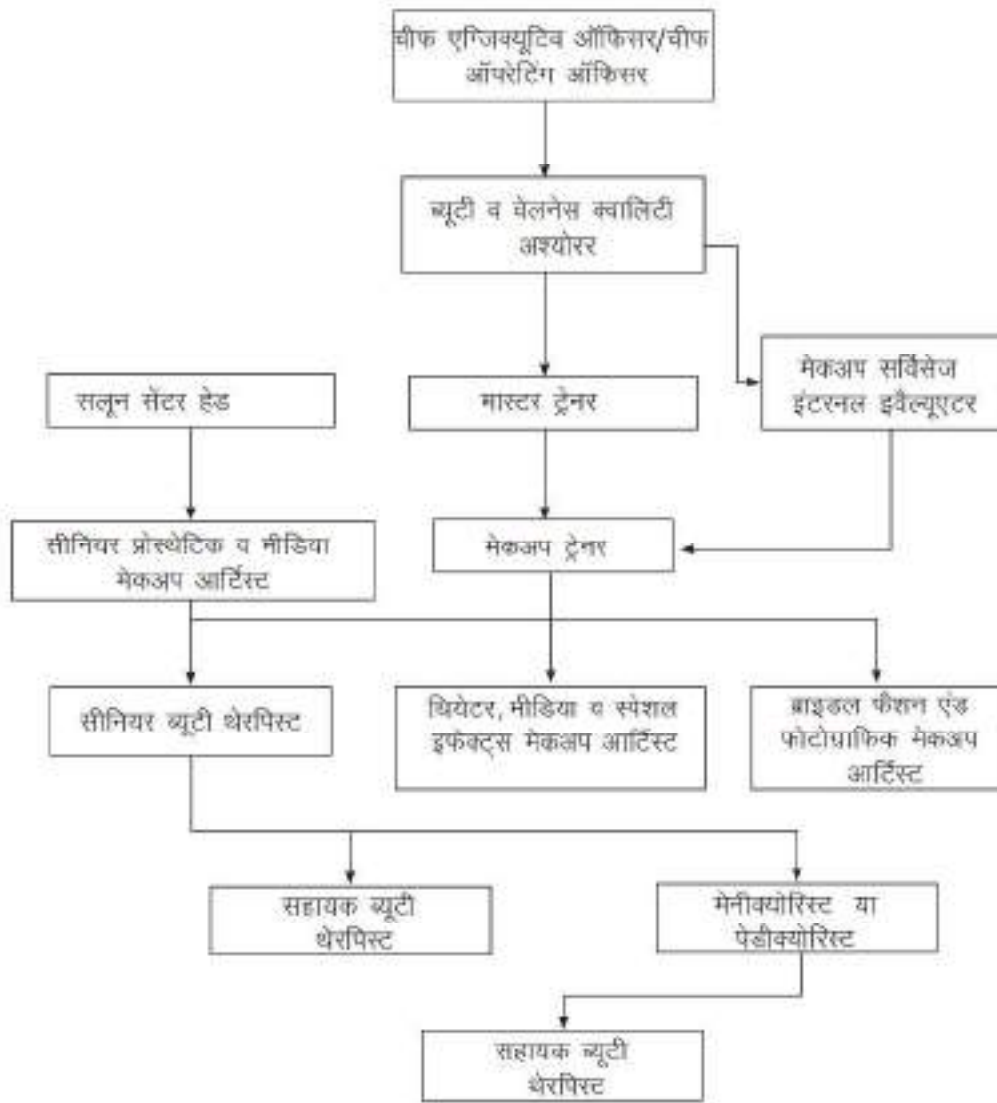 चीफ एग्जिक्यूटिव ऑफिसर/चीफ
ऑपरेटिंग ऑफिसर
ब्यूटी व वेलनेस क्वालिटी
अश्योरर
मेकअप सर्विसेज
इंटरनल इवैल्यूएटर
सलून सेंटर हेड
मास्टर ट्रेनर
सीनियर प्रोस्थेटिक व मीडिया
मेकअप आर्टिस्ट
मेकअप ट्रेनर
सीनियर ब्यूटी थेरपिस्ट
थियेटर, मीडिया व स्पेशल
इफेक्ट्स मेकअप आर्टिस्ट
ब्राइडल फैशन एंड
फोटोग्राफिक मेकअप
आर्टिस्ट
सहायक ब्यूटी
थेरपिस्ट
मेनीक्योरिस्ट या
पेडीक्योरिस्ट
सहायक ब्यूटी
थेरपिस्ट